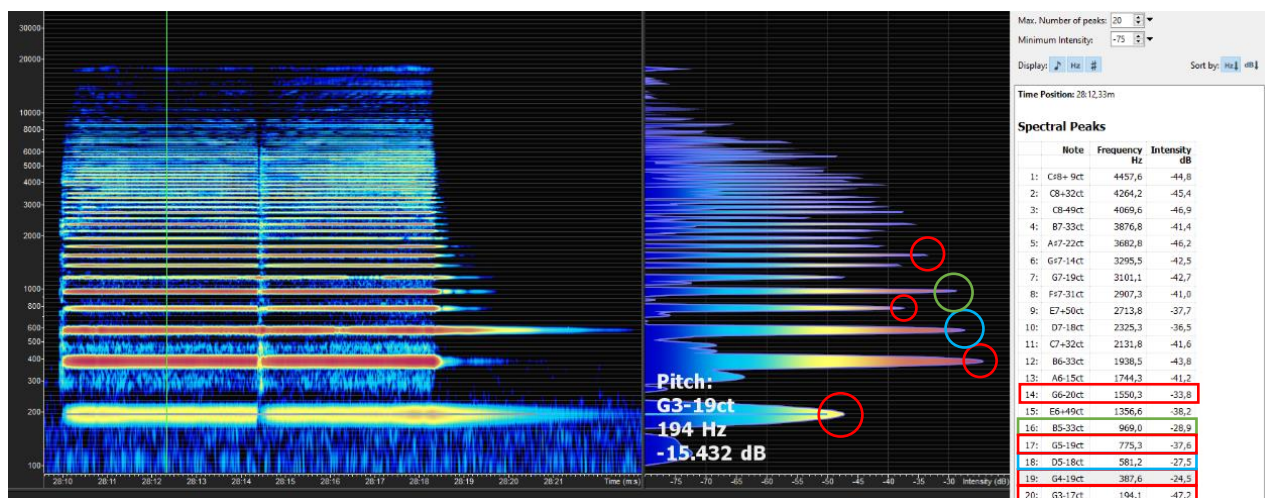 Max. Number of peaks: 20
Minimum Intensity: -75
Display: Hz # Sort by: Hz dB
Time Position: 28:12,33m
Spectral Peaks
Note Frequency Hz Intensity dB
1: C♯8+ 9ct 4457,6 -44,8
2: C8+32ct 4264,2 -45,4
3: C8-49ct 4069,6 -46,9
4: B7-33ct 3876,8 -41,4
5: A♯7-22ct 3682,8 -46,2
6: G♯7-14ct 3295,5 -42,5
7: G7-19ct 3101,1 -42,7
8: F♯7-31ct 2907,3 -41,0
9: E7+50ct 2713,8 -37,7
10: D7-18ct 2325,3 -36,5
11: C7+32ct 2131,8 -41,6
12: B6-33ct 1938,5 -43,8
13: A6-15ct 1744,3 -41,2
14: G6-20ct 1550,3 -33,8
15: E6+49ct 1356,6 -38,2
16: B5-33ct 969,0 -28,9
17: G5-19ct 775,3 -37,6
18: D5-18ct 581,2 -27,5
19: G4-19ct 387,6 -24,5
20: G3-17ct 194,1 -47,2
30000
20000
10000
8000
6000
5000
4000
3000
2000
1000
800
600
500
400
300
200
100
Pitch:
G3-19ct
194 Hz
-15.432 dB
28:10 28:11 28:12 28:13 28:14 28:15 28:16 28:17 28:18 28:19 28:20 28:21 Time (m:s)
-75 -70 -65 -60 -55 -50 -45 -40 -35 -30 Intensity (dB)